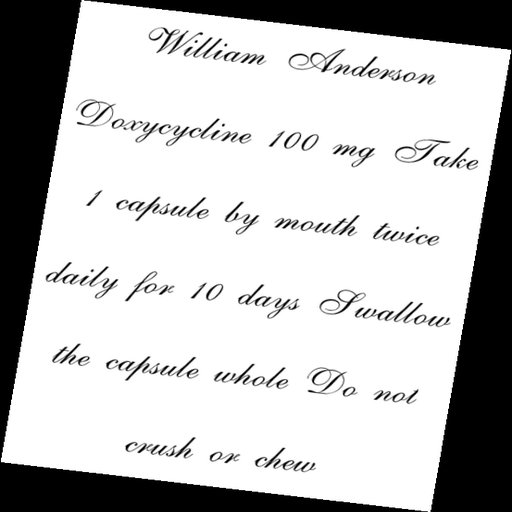 William Anderson
Doxycycline 100 mg Take
1 capsule by mouth twice
daily for 10 days Swallow
the capsule whole Do not
crush or chew